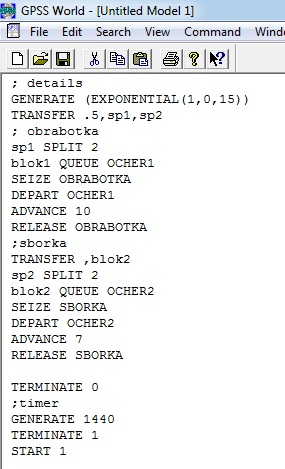 GPSS World - [Untitled Model 1]
File Edit Search View Command Windo
; details
GENERATE (EXPONENTIAL(1,0,15))
TRANSFER .5,sp1,sp2
; obrabotka
sp1 SPLIT 2
blok1 QUEUE OCHER1
SEIZE OBRABOTKA
DEPART OCHER1
ADVANCE 10
RELEASE OBRABOTKA
;sborka
TRANSFER ,blok2
sp2 SPLIT 2
blok2 QUEUE OCHER2
SEIZE SBORKA
DEPART OCHER2
ADVANCE 7
RELEASE SBORKA
TERMINATE 0
;timer
GENERATE 1440
TERMINATE 1
START 1